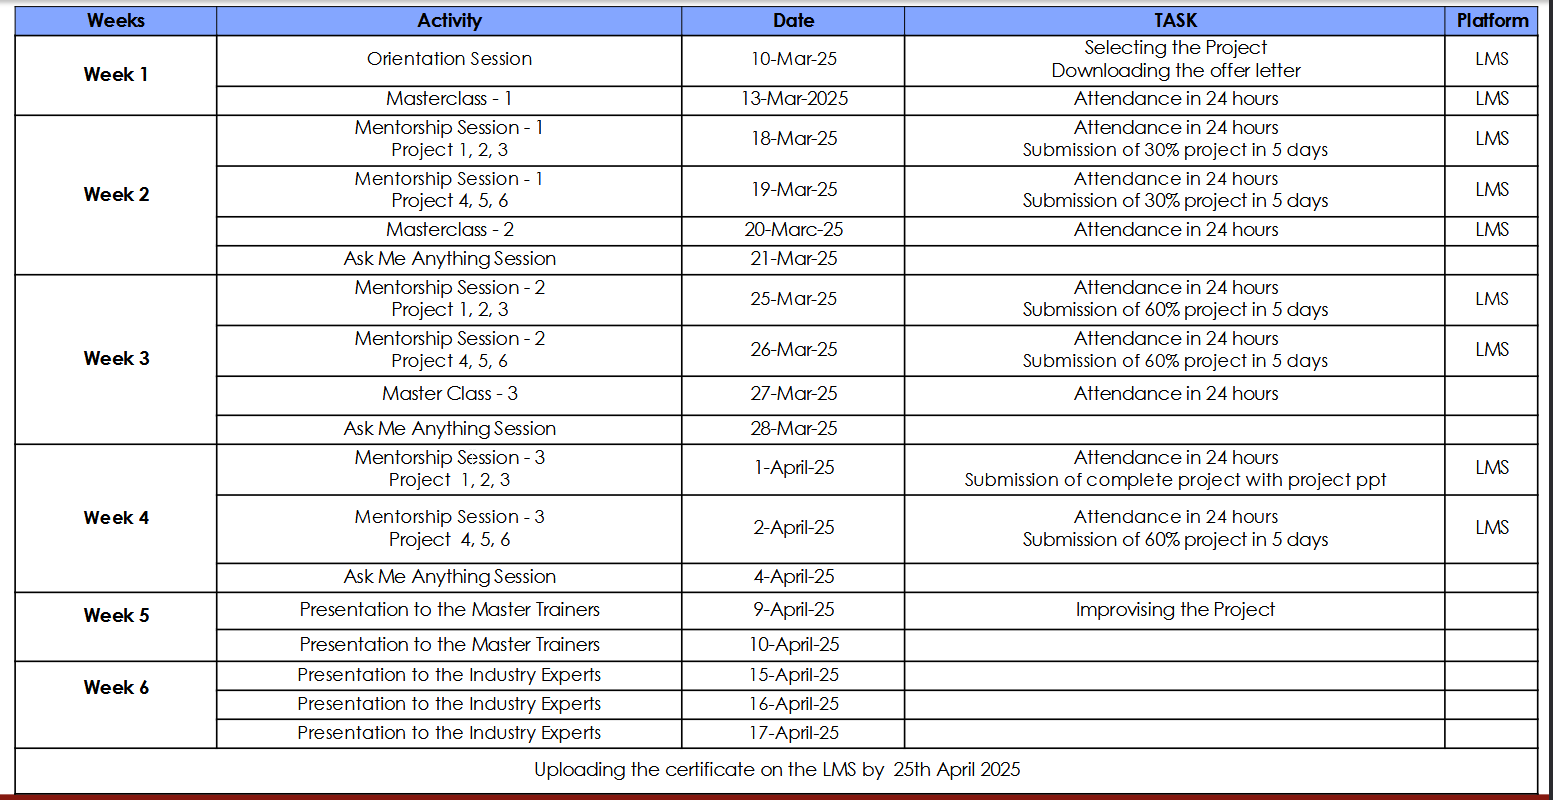 Weeks Activity Date TASK Platform
Week 1
Orientation Session 10-Mar-25 Selecting the Project LMS
Downloading the offer letter
Masterclass - 1 13-Mar-2025 Attendance in 24 hours LMS
Week 2
Mentorship Session - 1 18-Mar-25 Attendance in 24 hours LMS
Project 1, 2, 3 Submission of 30% project in 5 days
Mentorship Session - 1 19-Mar-25 Attendance in 24 hours LMS
Project 4, 5, 6 Submission of 30% project in 5 days
Masterclass - 2 20-Marc-25 Attendance in 24 hours LMS
Ask Me Anything Session 21-Mar-25
Week 3
Mentorship Session - 2 25-Mar-25 Attendance in 24 hours LMS
Project 1, 2, 3 Submission of 60% project in 5 days
Mentorship Session - 2 26-Mar-25 Attendance in 24 hours LMS
Project 4, 5, 6 Submission of 60% project in 5 days
Master Class - 3 27-Mar-25 Attendance in 24 hours
Ask Me Anything Session 28-Mar-25
Week 4
Mentorship Session - 3 1-April-25 Attendance in 24 hours LMS
Project 1, 2, 3 Submission of complete project with project ppt
Mentorship Session - 3 2-April-25 Attendance in 24 hours LMS
Project 4, 5, 6 Submission of 60% project in 5 days
Ask Me Anything Session 4-April-25
Week 5
Presentation to the Master Trainers 9-April-25 Improvising the Project
Presentation to the Master Trainers 10-April-25
Week 6
Presentation to the Industry Experts 15-April-25
Presentation to the Industry Experts 16-April-25
Presentation to the Industry Experts 17-April-25
Uploading the certificate on the LMS by 25th April 2025